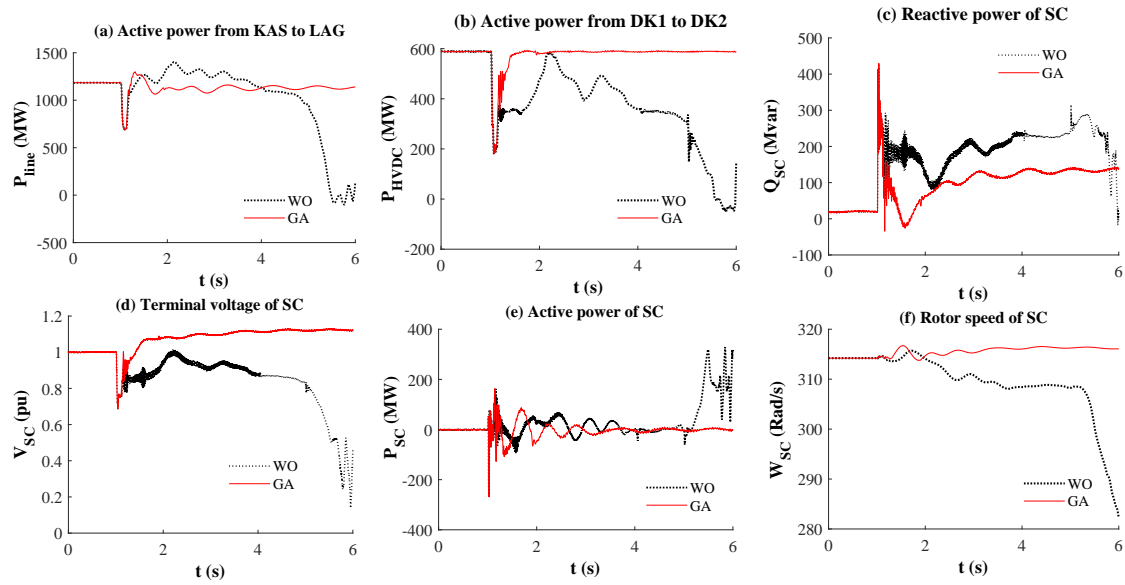 (a) Active power from KAS to LAG
1500
1000
500
0
-500
P_line (MW)
WO
GA
0 2 4 6
t (s)
(b) Active power from DK1 to DK2
600
400
200
0
-200
P_HVDC (MW)
WO
GA
0 2 4 6
t (s)
(c) Reactive power of SC
500
400
300
200
100
0
-100
Q_SC (Mvar)
WO
GA
0 2 4 6
t (s)
(d) Terminal voltage of SC
1.2
1
0.8
0.6
0.4
0.2
0
V_SC (pu)
WO
GA
0 2 4 6
t (s)
(e) Active power of SC
400
200
0
-200
-400
-600
P_SC (MW)
WO
GA
0 2 4 6
t (s)
(f) Rotor speed of SC
320
310
300
290
280
W_SC (Rad/s)
WO
GA
0 2 4 6
t (s)